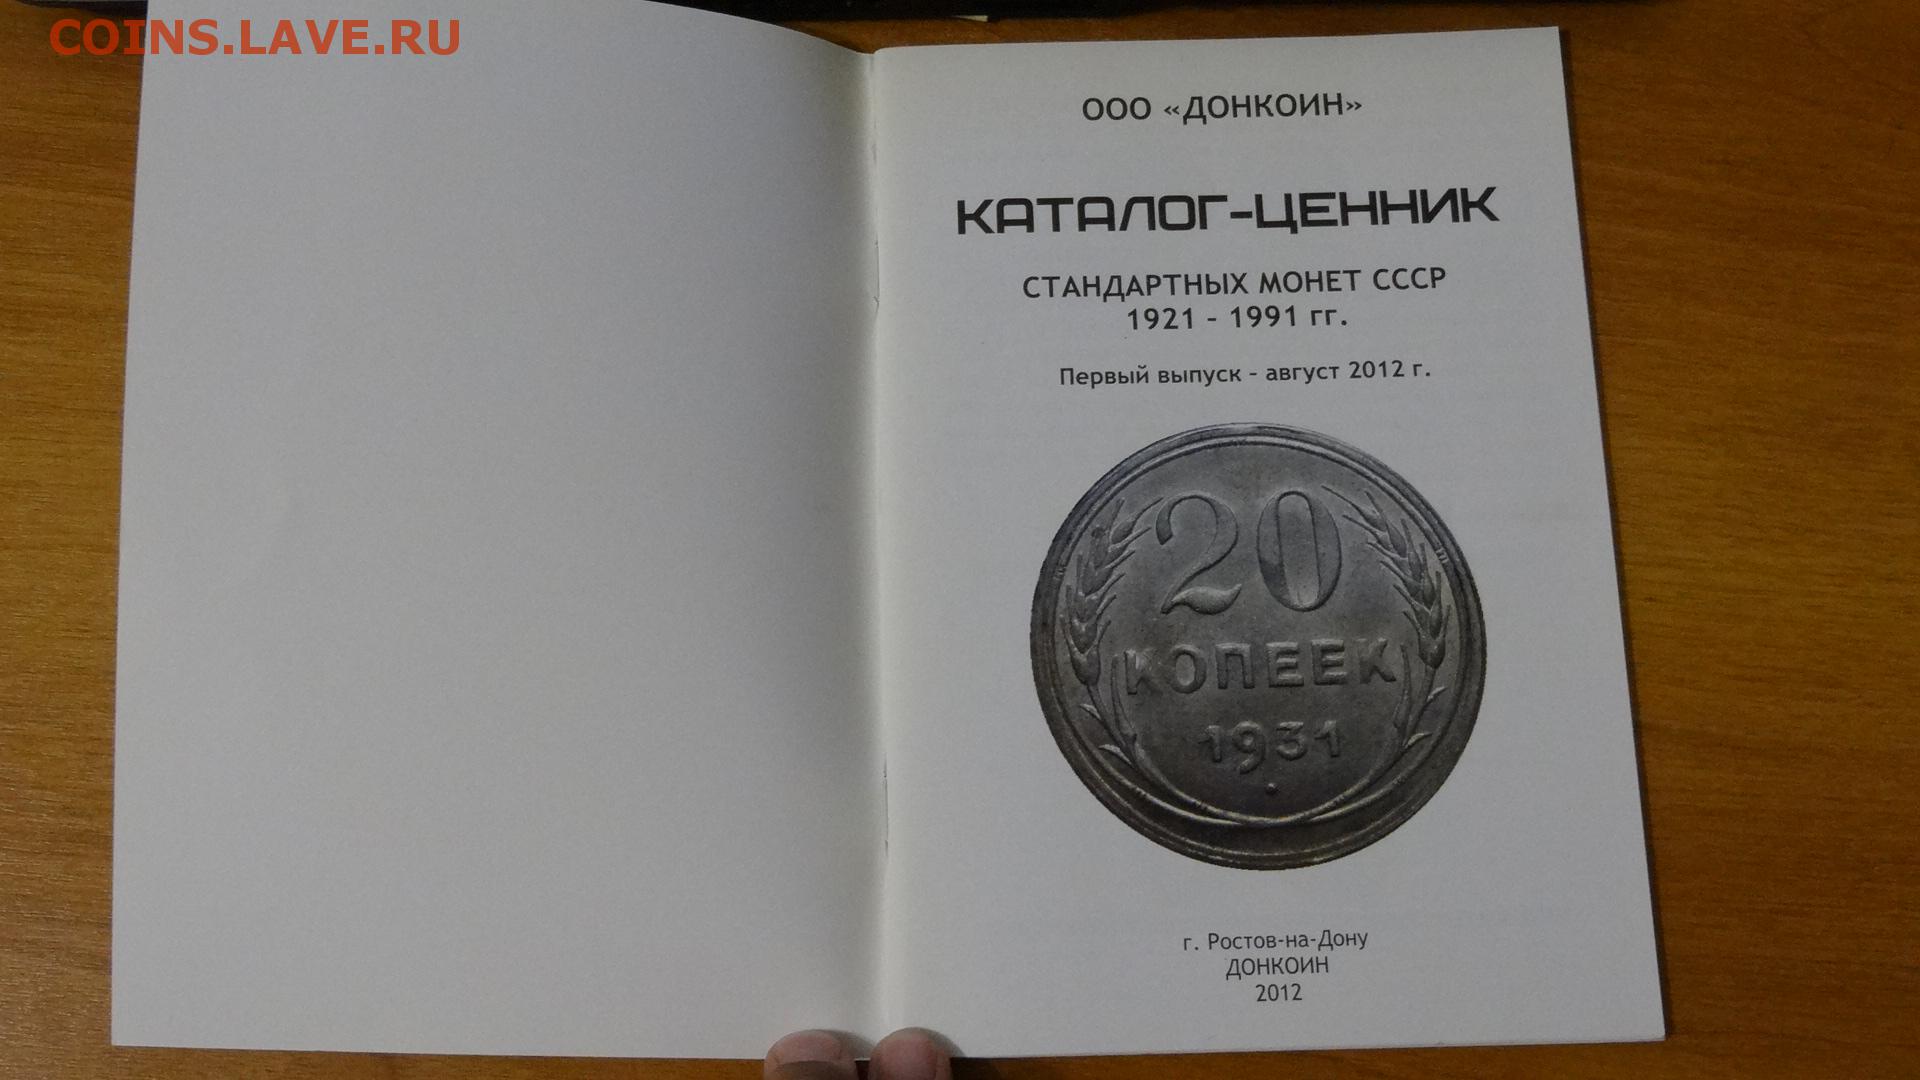 COINS.LAVE.RU
ООО «ДОНКОИН»
КАТАЛОГ-ЦЕННИК
СТАНДАРТНЫХ МОНЕТ СССР
1921 - 1991 гг.
Первый выпуск - август 2012 г.
20
КОПЕЕК
1931
г. Ростов-на-Дону
ДОНКОИН
2012